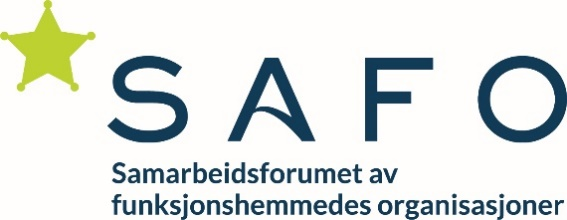 SAFO
Samarbeidsforumet av
funksjonshemmedes organisasjoner